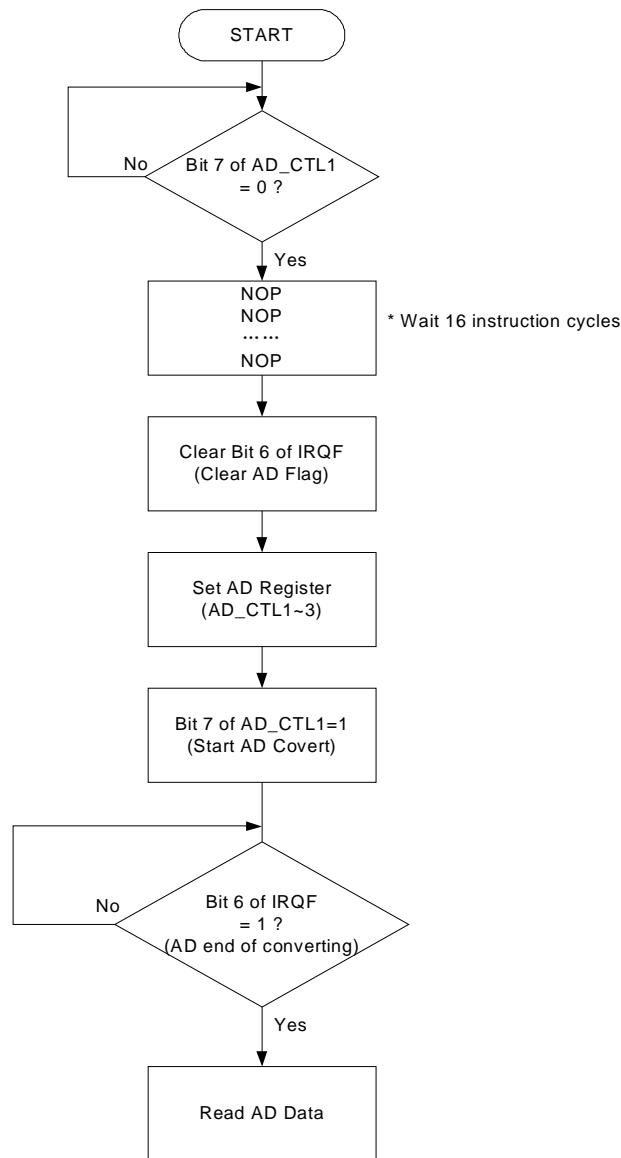 START
No
Bit 7 of AD_CTL1
= 0 ?
Yes
NOP
NOP
... ...
NOP
* Wait 16 instruction cycles
Clear Bit 6 of IRQF
(Clear AD Flag)
Set AD Register
(AD_CTL1~3)
Bit 7 of AD_CTL1=1
(Start AD Covert)
No
Bit 6 of IRQF
= 1 ?
(AD end of converting)
Yes
Read AD Data